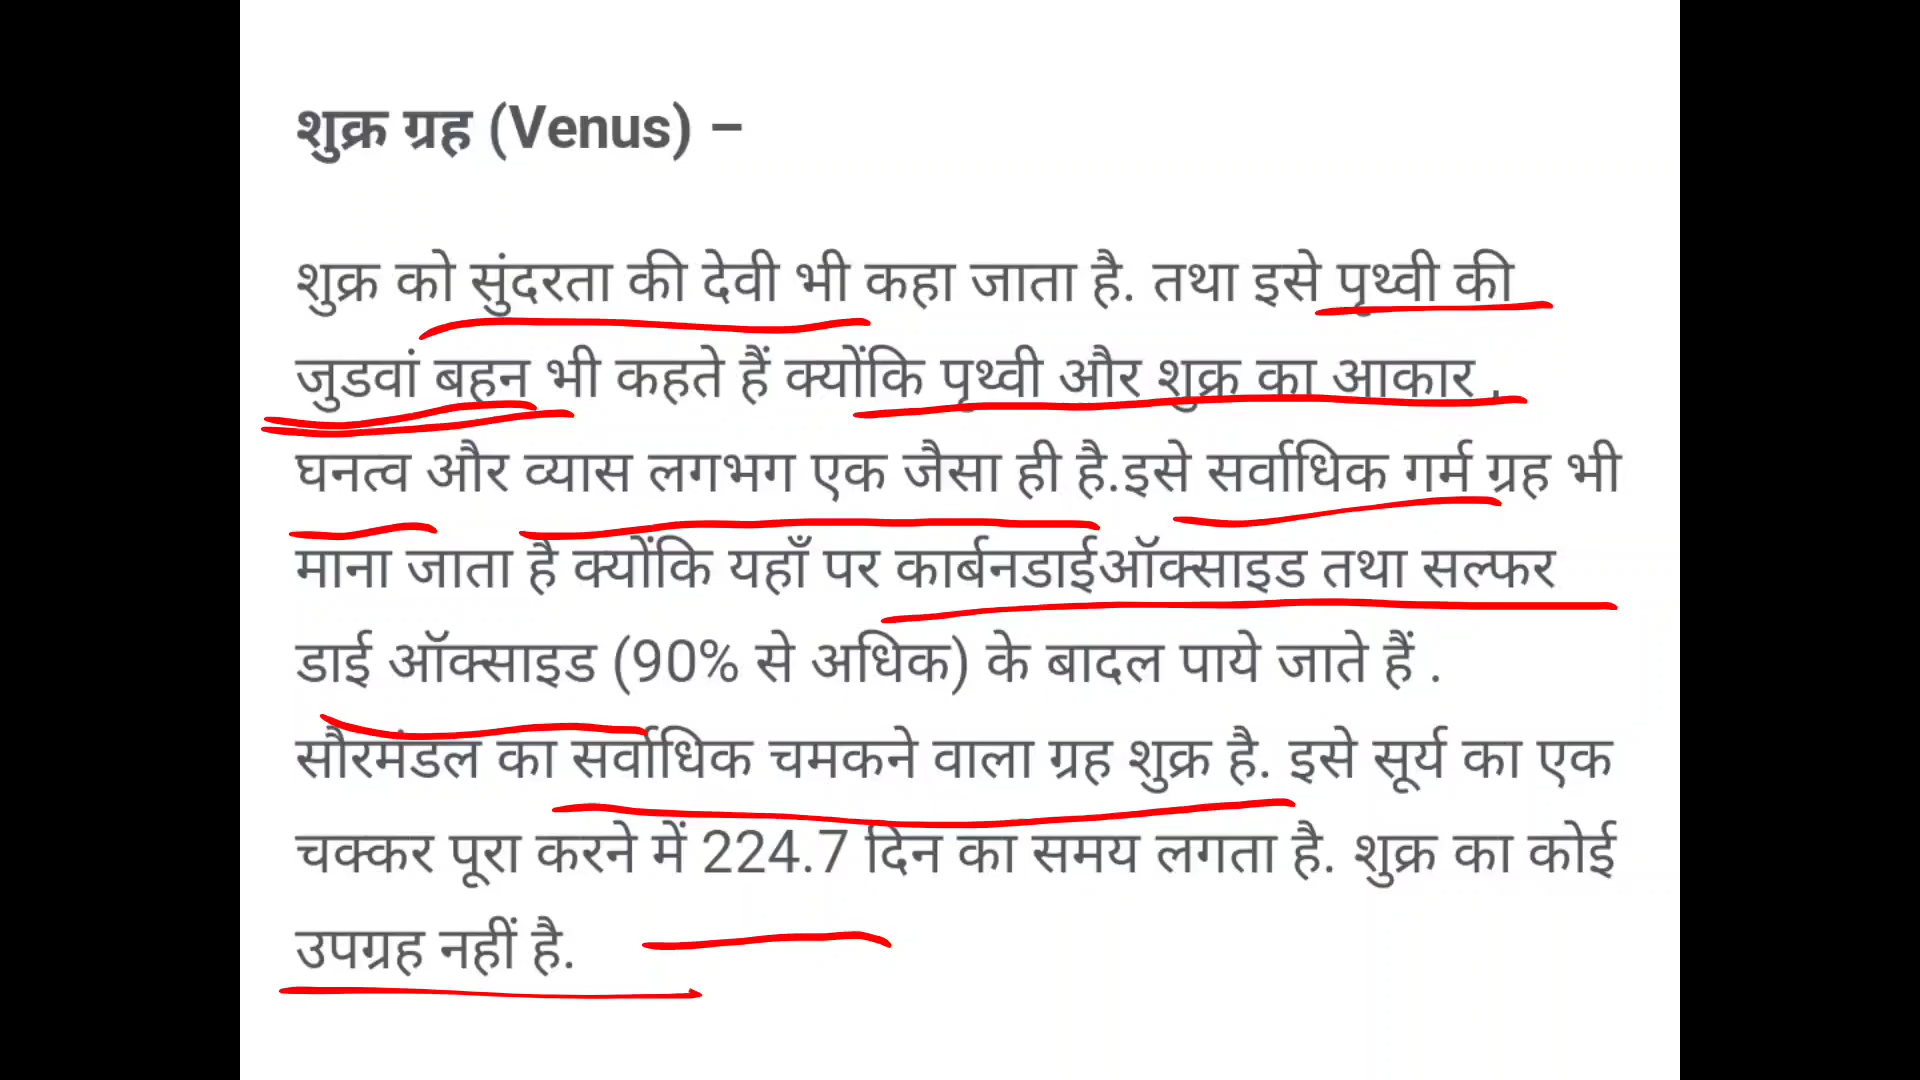 शुक्र ग्रह (Venus) –
शुक्र को सुंदरता की देवी भी कहा जाता है. तथा इसे पृथ्वी की
जुडवां बहन भी कहते हैं क्योंकि पृथ्वी और शुक्र का आकार ,
घनत्व और व्यास लगभग एक जैसा ही है.इसे सर्वाधिक गर्म ग्रह भी
माना जाता है क्योंकि यहाँ पर कार्बनडाईऑक्साइड तथा सल्फर
डाई ऑक्साइड (90% से अधिक) के बादल पाये जाते हैं .
सौरमंडल का सर्वाधिक चमकने वाला ग्रह शुक्र है. इसे सूर्य का एक
चक्कर पूरा करने में 224.7 दिन का समय लगता है. शुक्र का कोई
उपग्रह नहीं है.